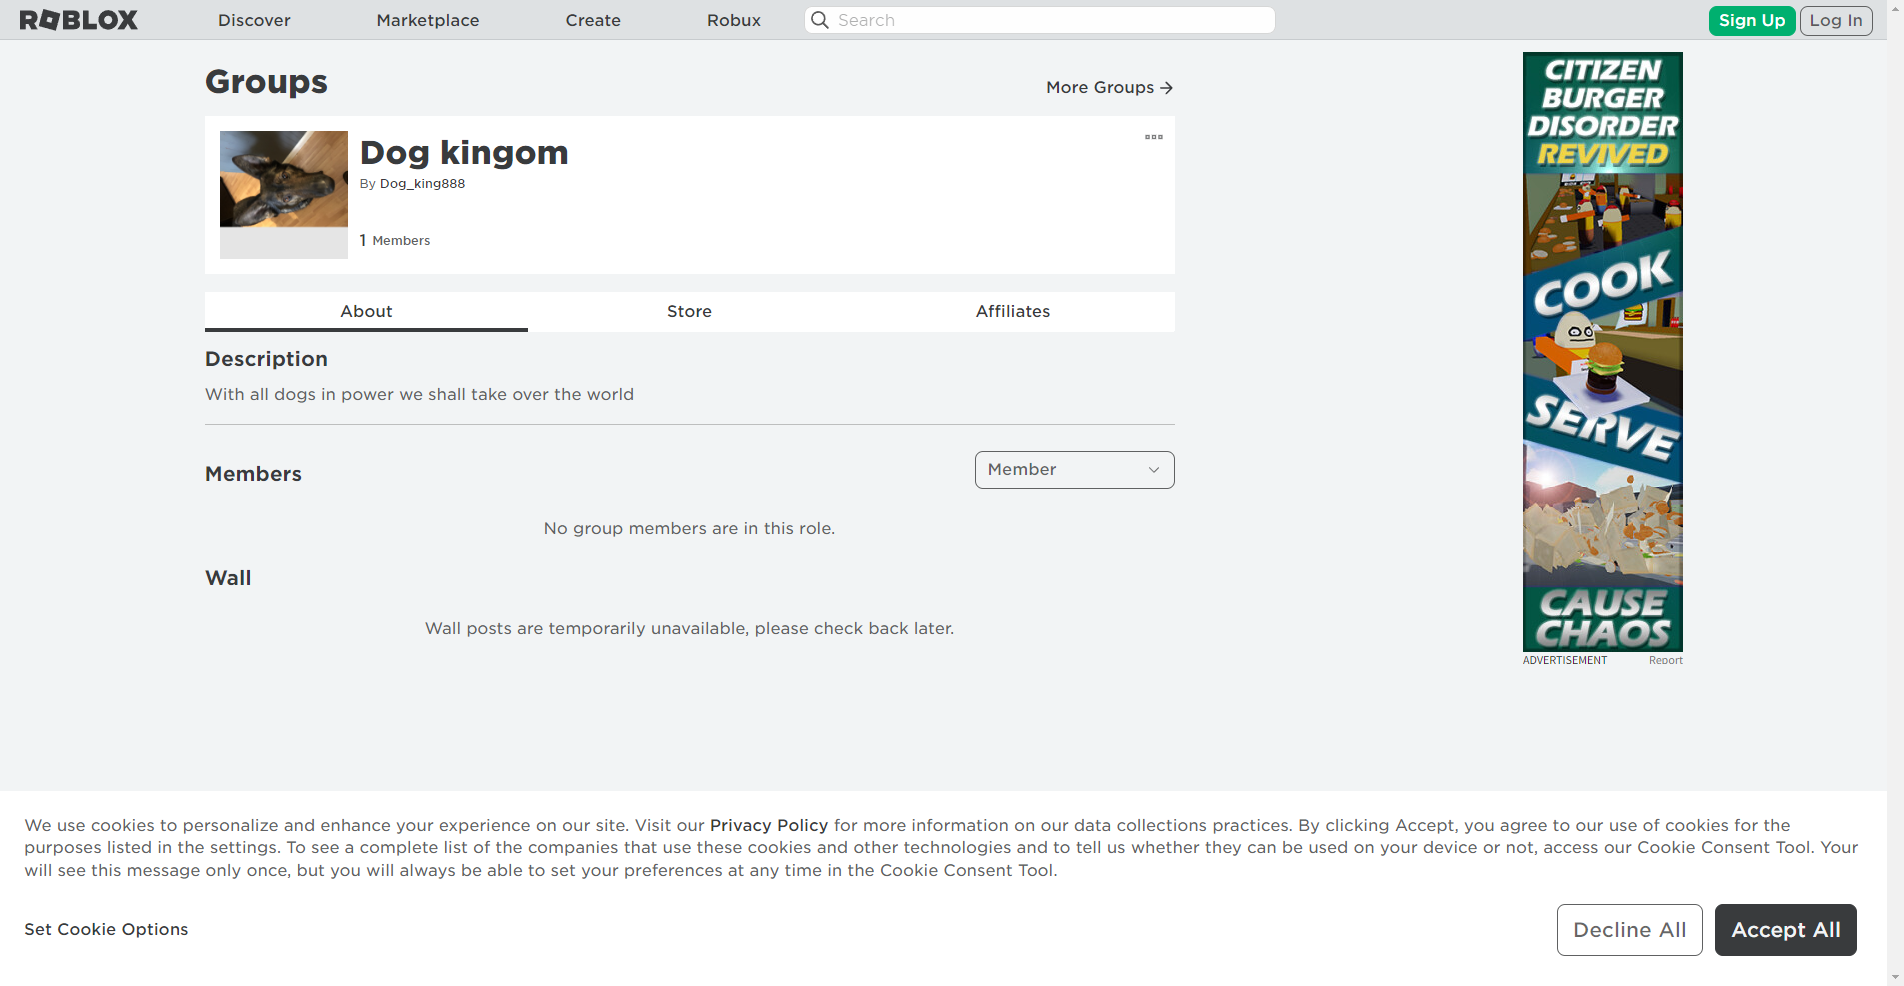 ROBLOX Discover Marketplace Create Robux Search Sign Up Log In
Groups
More Groups
Dog kingom
By Dog_king888
1 Members
About Store Affiliates
Description
With all dogs in power we shall take over the world
Members
Member
No group members are in this role.
Wall
Wall posts are temporarily unavailable, please check back later.
CITIZEN
BURGER
DISORDER
REVIVED
COOK
SERVE
CAUSE
CHAOS
ADVERTISEMENT Report
We use cookies to personalize and enhance your experience on our site. Visit our Privacy Policy for more information on our data collections practices. By clicking Accept, you agree to our use of cookies for the
purposes listed in the settings. To see a complete list of the companies that use these cookies and other technologies and to tell us whether they can be used on your device or not, access our Cookie Consent Tool. Your
will see this message only once, but you will always be able to set your preferences at any time in the Cookie Consent Tool.
Set Cookie Options
Decline All
Accept All